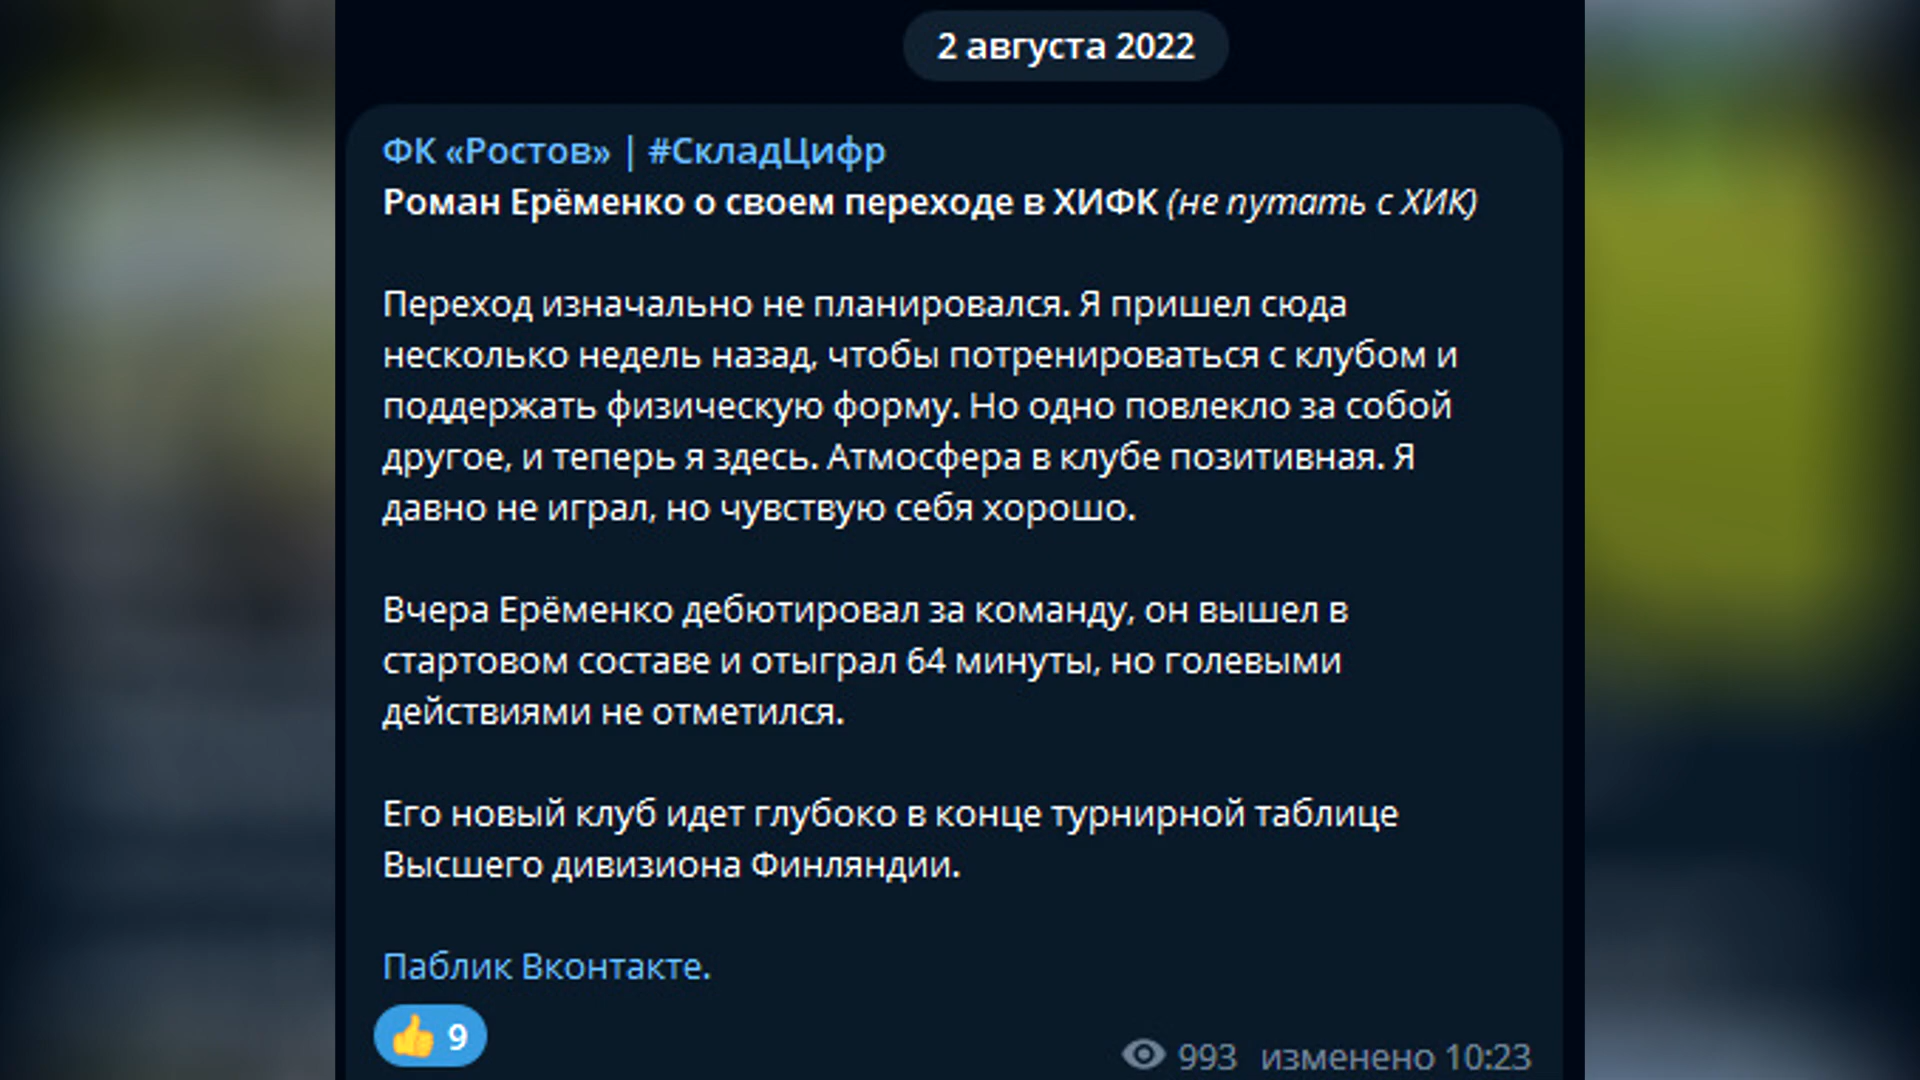 2 августа 2022
ФК «Ростов» | #СкладЦифр
Роман Ерёменко о своем переходе в ХИФК (не путать с ХИК)
Переход изначально не планировался. Я пришел сюда
несколько недель назад, чтобы потренироваться с клубом и
поддержать физическую форму. Но одно повлекло за собой
другое, и теперь я здесь. Атмосфера в клубе позитивная. Я
давно не играл, но чувствую себя хорошо.
Вчера Ерёменко дебютировал за команду, он вышел в
стартовом составе и отыграл 64 минуты, но голевыми
действиями не отметился.
Его новый клуб идет глубоко в конце турнирной таблице
Высшего дивизиона Финляндии.
Паблик Вконтакте.
👍 9
993 изменено 10:23